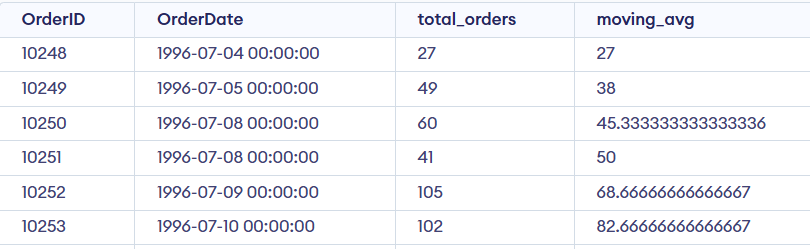 OrderID OrderDate total_orders moving_avg
10248 1996-07-04 00:00:00 27 27
10249 1996-07-05 00:00:00 49 38
10250 1996-07-08 00:00:00 60 45.333333333333336
10251 1996-07-08 00:00:00 41 50
10252 1996-07-09 00:00:00 105 68.66666666666667
10253 1996-07-10 00:00:00 102 82.66666666666667